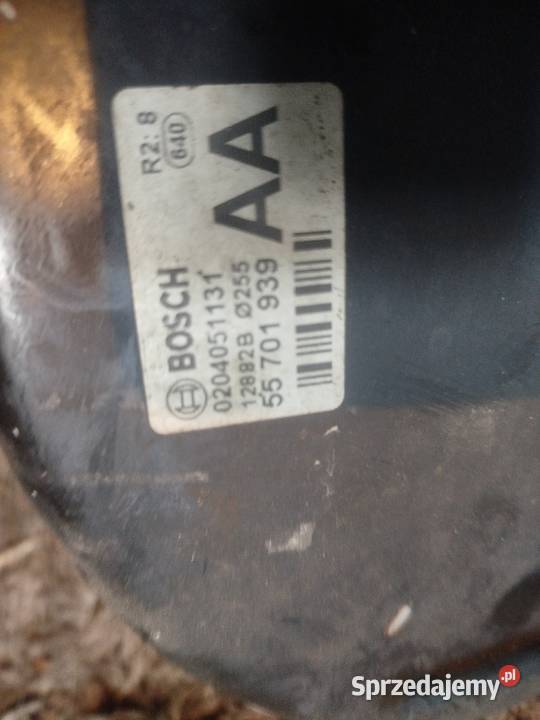 BOSCH
0204051131
12882B Ø255
55 701 939
R2: 8
640
AA
Sprzedajemy.pl